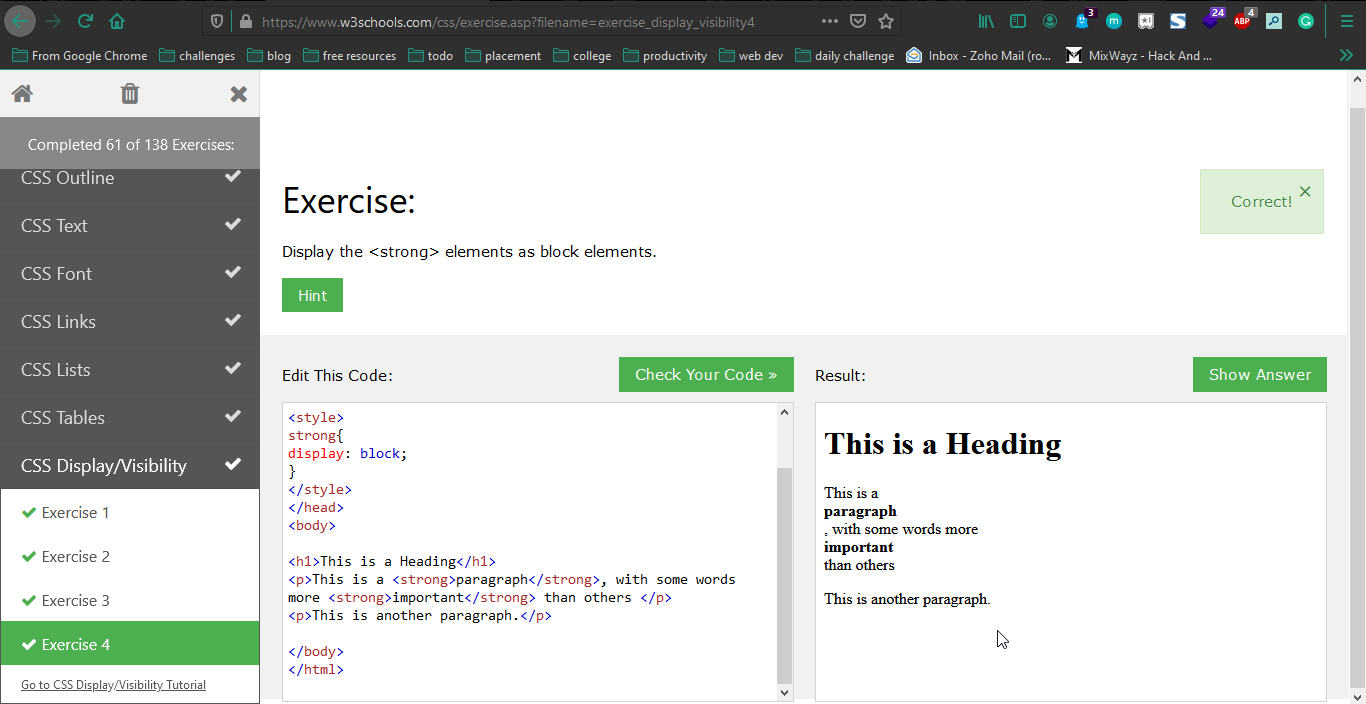 https://www.w3schools.com/css/exercise.asp?filename=exercise_display_visibility4
3
m
24
ABP
4
From Google Chrome
challenges
blog
free resources
todo
placement
college
productivity
web dev
daily challenge
Inbox - Zoho Mail (ro...
MixWayz - Hack And ...
Completed 61 of 138 Exercises:
CSS Outline
CSS Text
CSS Font
CSS Links
CSS Lists
CSS Tables
CSS Display/Visibility
Exercise 1
Exercise 2
Exercise 3
Exercise 4
Go to CSS Display/Visibility Tutorial
Exercise:
Correct!
×
Display the <strong> elements as block elements.
Hint
Edit This Code:
Check Your Code »
<style>
strong{
display: block;
}
</style>
</head>
<body>
<h1>This is a Heading</h1>
<p>This is a <strong>paragraph</strong>, with some words
more <strong>important</strong> than others </p>
<p>This is another paragraph.</p>
</body>
</html>
Result:
Show Answer
This is a Heading
This is a
paragraph
, with some words more
important
than others
This is another paragraph.